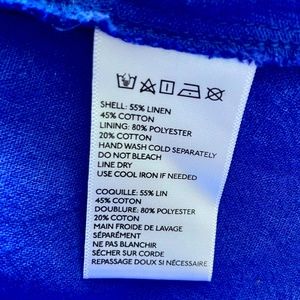 SHELL: 55% LINEN
45% COTTON
LINING: 80% POLYESTER
20% COTTON
HAND WASH COLD SEPARATELY
DO NOT BLEACH
LINE DRY
USE COOL IRON IF NEEDED
COQUILLE: 55% LIN
45% COTON
DOUBLURE: 80% POLYESTER
20% COTON
MAIN FROIDE DE LAVAGE
SÉPARÉMENT
NE PAS BLANCHIR
SÉCHER SUR CORDE
REPASSAGE DOUX SI NÉCESSAIRE